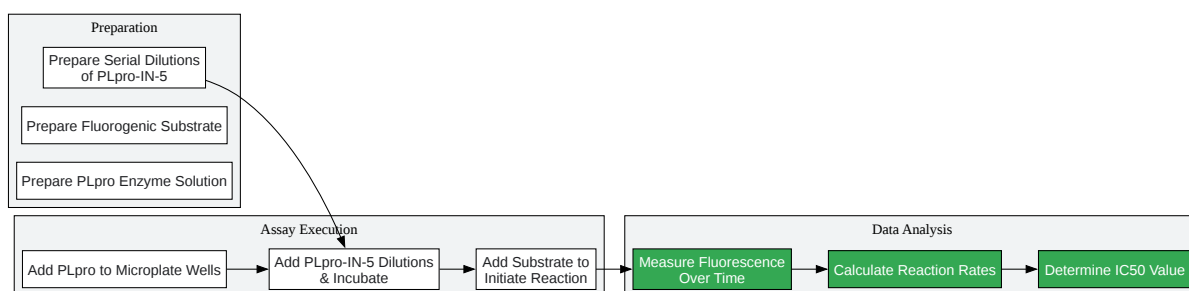 Preparation
Prepare Serial Dilutions
of PLpro-IN-5
Prepare Fluorogenic Substrate
Prepare PLpro Enzyme Solution
Assay Execution
Add PLpro to Microplate Wells
Add PLpro-IN-5 Dilutions
& Incubate
Add Substrate to
Initiate Reaction
Data Analysis
Measure Fluorescence
Over Time
Calculate Reaction Rates
Determine IC50 Value